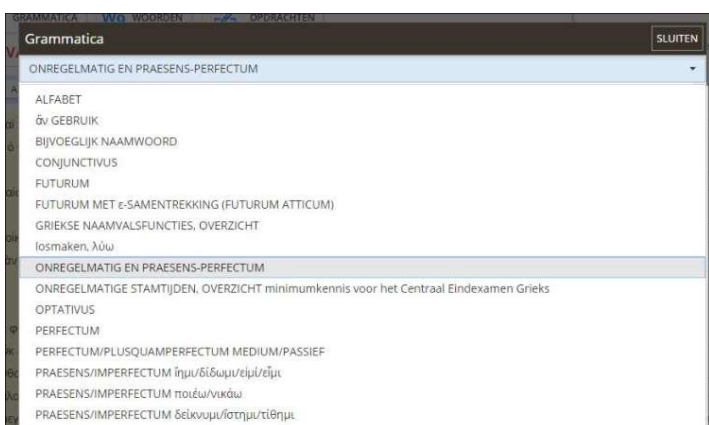 GRAMMATICA Wo WOORDEN OPDRACHTEN
Grammatica SLUITEN
ONREGELMATIG EN PRAESENS-PERFECTUM
ALFABET
ἄν GEBRUIK
BIJVOEGLIJK NAAMWOORD
CONJUNCTIVUS
FUTURUM
FUTURUM MET ε-SAMENTREKKING (FUTURUM ATTICUM)
GRIEKSE NAAMVALSFUNCTIES, OVERZICHT
losmaken, λύω
ONREGELMATIG EN PRAESENS-PERFECTUM
ONREGELMATIGE STAMTIJDEN, OVERZICHT minimumkennis voor het Centraal Eindexamen Grieks
OPTATIVUS
PERFECTUM
PERFECTUM/PLUSQUAMPERFECTUM MEDIUM/PASSIEF
PRAESENS/IMPERFECTUM ἵημι/δίδωμι/εἰμί/εἶμι
PRAESENS/IMPERFECTUM ποιέω/νικάω
PRAESENS/IMPERFECTUM δείκνυμι/ἵστημι/τίθημι